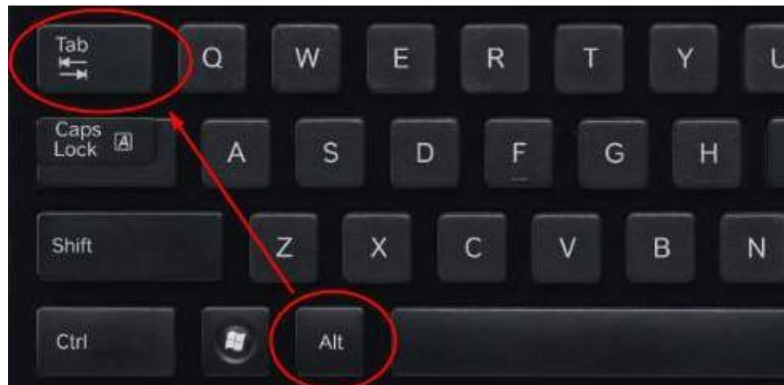 Tab
Q W E R T Y U
Caps
Lock A
A S D F G H
Shift
Z X C V B N
Ctrl
Alt